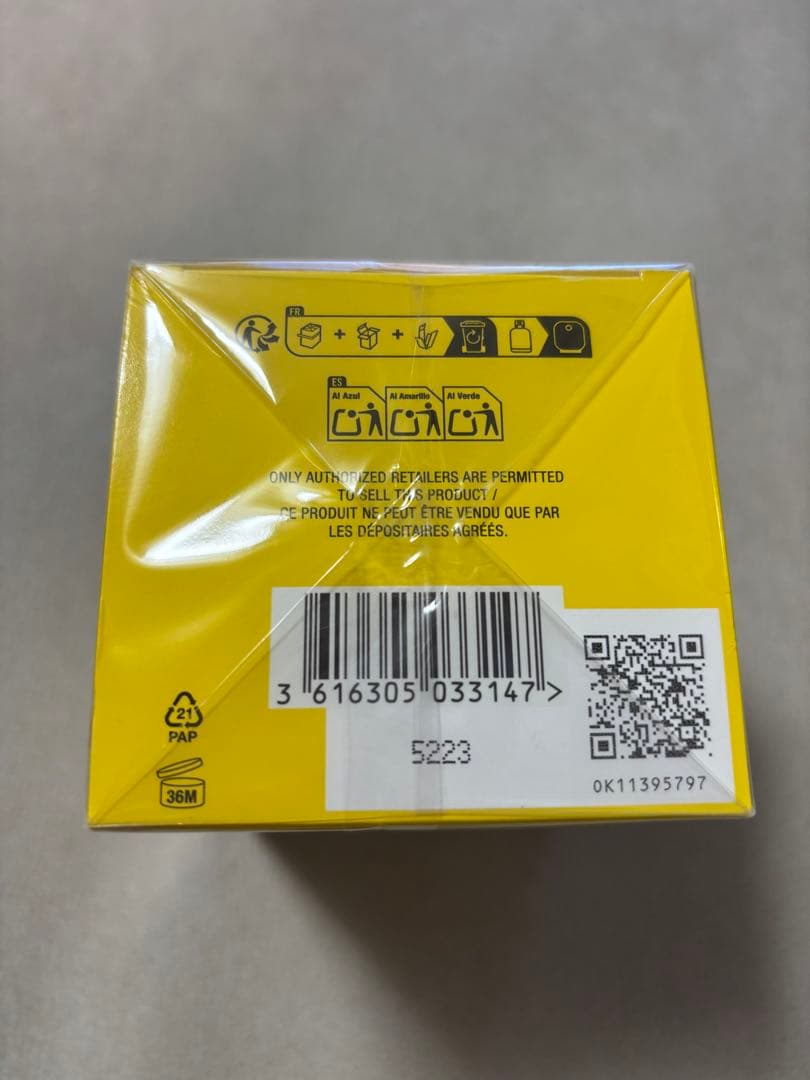 FR
+ +
ES
Al Azul Al Amarillo Al Verde
ONLY AUTHORIZED RETAILERS ARE PERMITTED
TO SELL THIS PRODUCT /
CE PRODUIT NE PEUT ÊTRE VENDU QUE PAR
LES DÉPOSITAIRES AGRÉÉS.
3 616305 033147 >
21
PAP
5223
36M
0K11395797